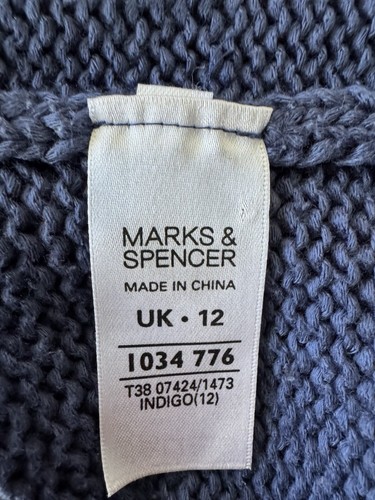 MARKS &
SPENCER
MADE IN CHINA
UK • 12
1034 776
T38 07424/1473
INDIGO(12)